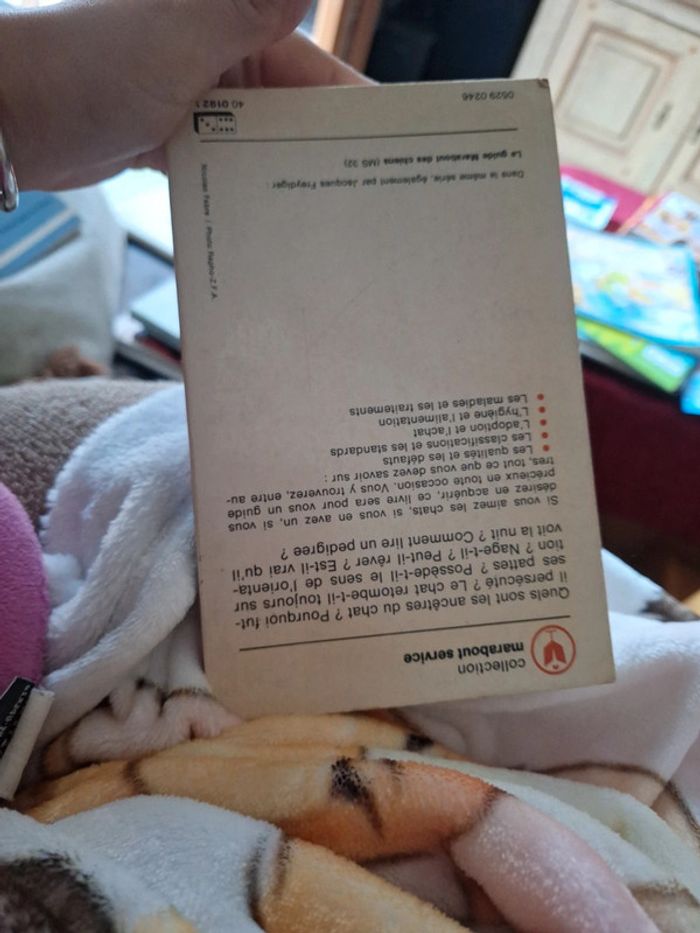 collection
marabout service
Quels sont les ancêtres du chat ? Pourquoi fut-
il persécuté ? Le chat retombe-t-il toujours sur
ses pattes ? Possède-t-il le sens de l'orienta-
tion ? Nage-t-il ? Peut-il rêver ? Est-il vrai qu'il
voit la nuit ? Comment lire un pedigree ?
Si vous aimez les chats, si vous en avez un, si vous
désirez en acquérir, ce livre sera pour vous un guide
précieux en toute occasion. Vous y trouverez, entre au-
tres, tout ce que vous devez savoir sur :
● Les qualités et les défauts
● Les classifications et les standards
● L'adoption et l'achat
● L'hygiène et l'alimentation
● Les maladies et les traitements
Dans la même série, également par Jacques Freydiger :
Le guide Marabout des chiens (MS 32)
Nicolas Fabre / Photo Rapho-Z.F.A.
0629 0246
40 0192 1